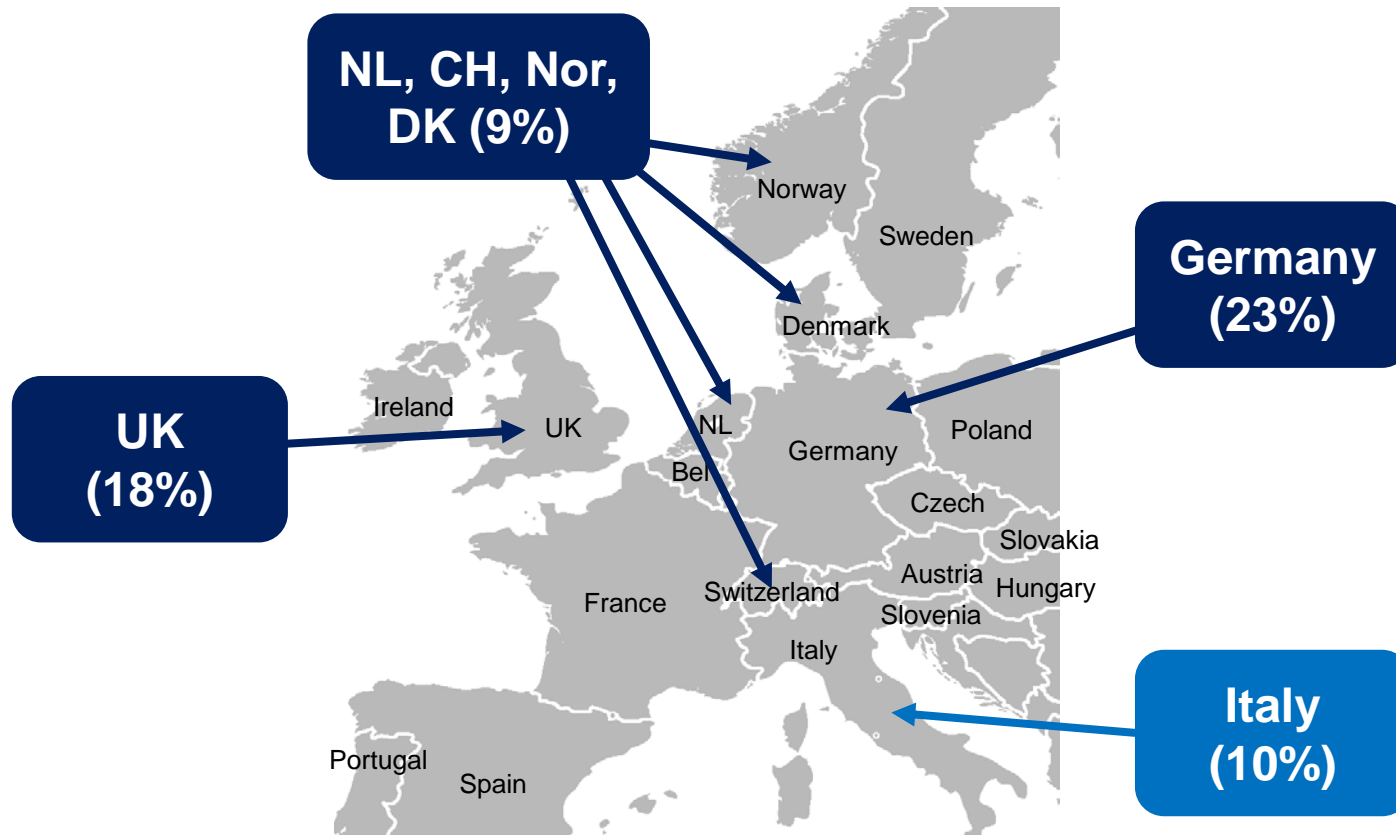 NL, CH, Nor,
DK (9%)
Norway
Sweden
Germany
(23%)
Denmark
UK
(18%)
Ireland
UK
NL
Bel
Germany
Poland
Czech
Slovakia
Austria
Hungary
Switzerland
France
Slovenia
Italy
Italy
(10%)
Portugal
Spain